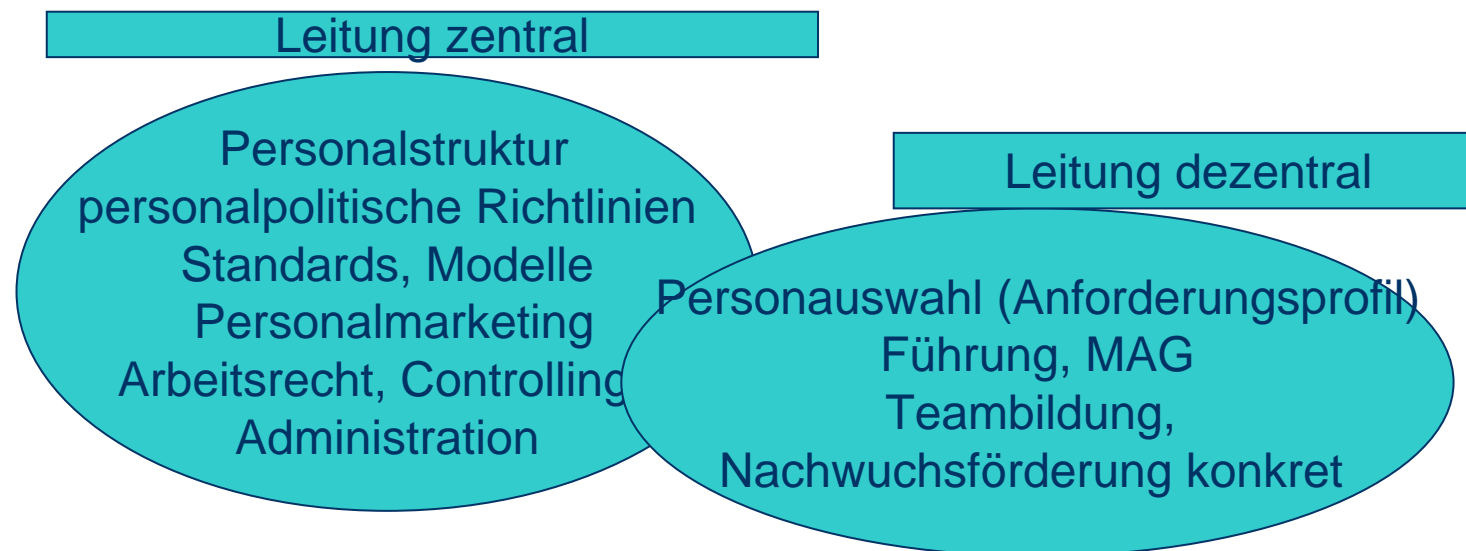 Leitung zentral
Personalstruktur
personalpolitische Richtlinien
Standards, Modelle
Personalmarketing
Arbeitsrecht, Controlling
Administration
Leitung dezentral
Personauswahl (Anforderungsprofil)
Führung, MAG
Teambildung,
Nachwuchsförderung konkret